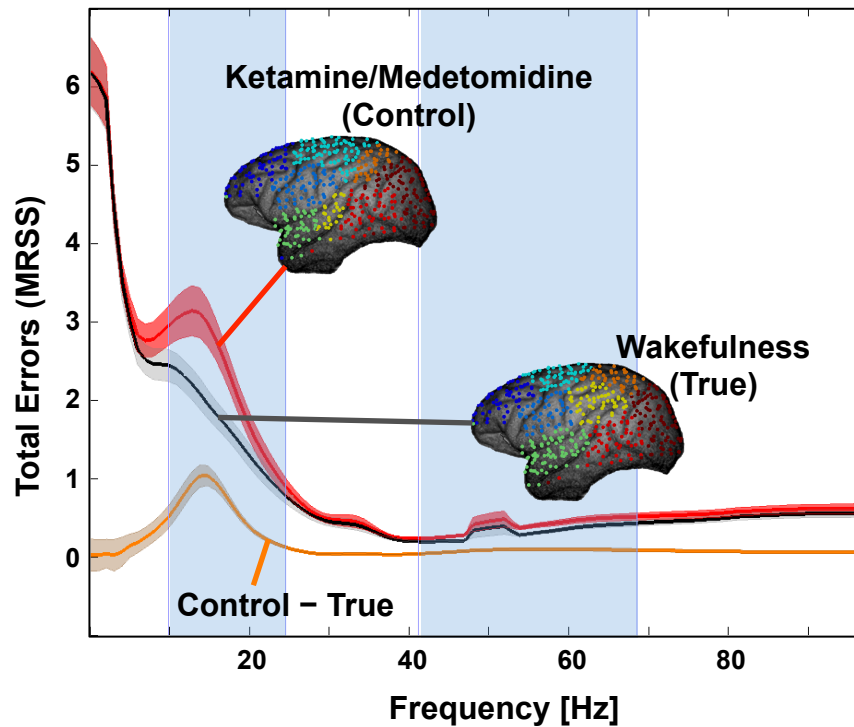 Ketamine/Medetomidine
(Control)
Wakefulness
(True)
Control − True
Total Errors (MRSS)
6
5
4
3
2
1
0
20
40
60
80
Frequency [Hz]